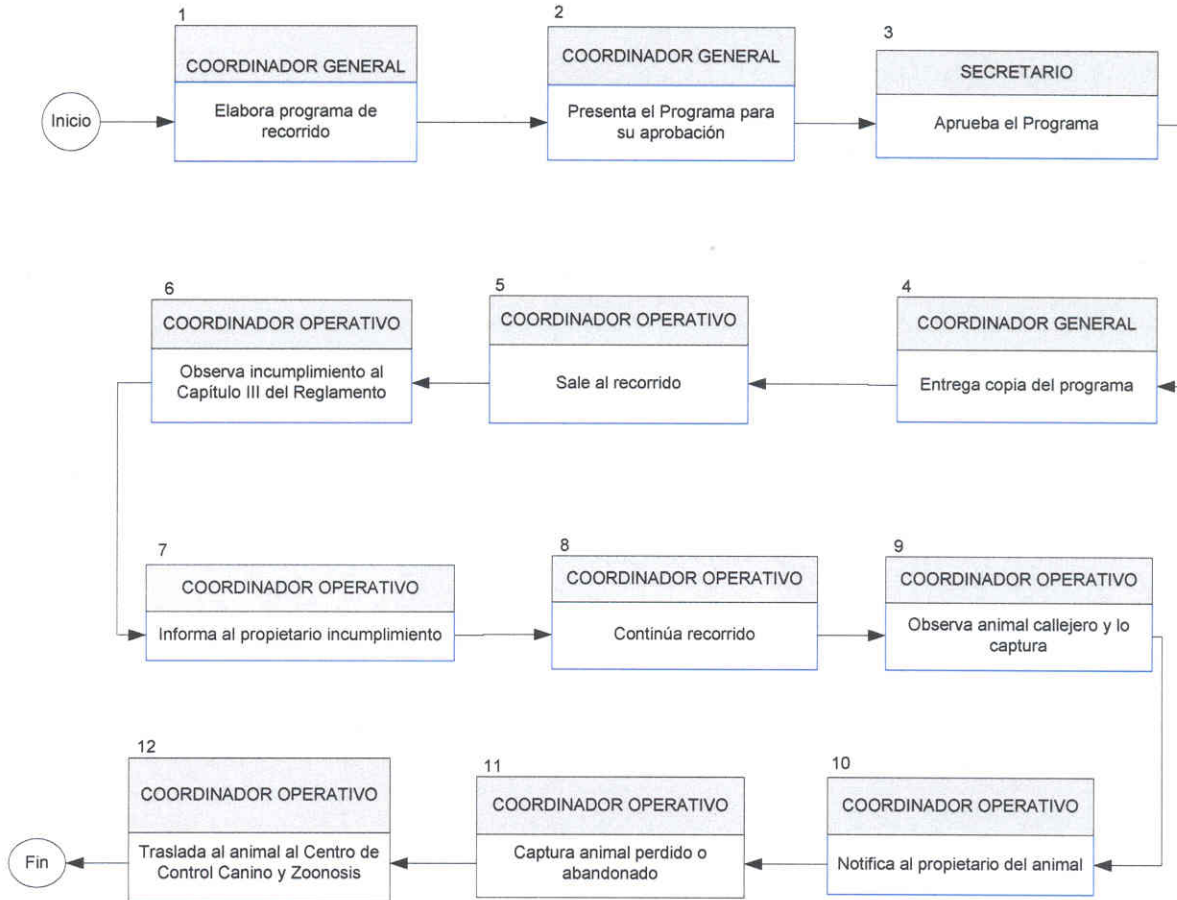 1
COORDINADOR GENERAL
Elabora programa de
recorrido
2
COORDINADOR GENERAL
Presenta el Programa para
su aprobación
3
SECRETARIO
Aprueba el Programa
Inicio
4
COORDINADOR GENERAL
Entrega copia del programa
5
COORDINADOR OPERATIVO
Sale al recorrido
6
COORDINADOR OPERATIVO
Observa incumplimiento al
Capítulo III del Reglamento
7
COORDINADOR OPERATIVO
Informa al propietario incumplimiento
8
COORDINADOR OPERATIVO
Continúa recorrido
9
COORDINADOR OPERATIVO
Observa animal callejero y lo
captura
10
COORDINADOR OPERATIVO
Notifica al propietario del animal
11
COORDINADOR OPERATIVO
Captura animal perdido o
abandonado
12
COORDINADOR OPERATIVO
Traslada al animal al Centro de
Control Canino y Zoonosis
Fin